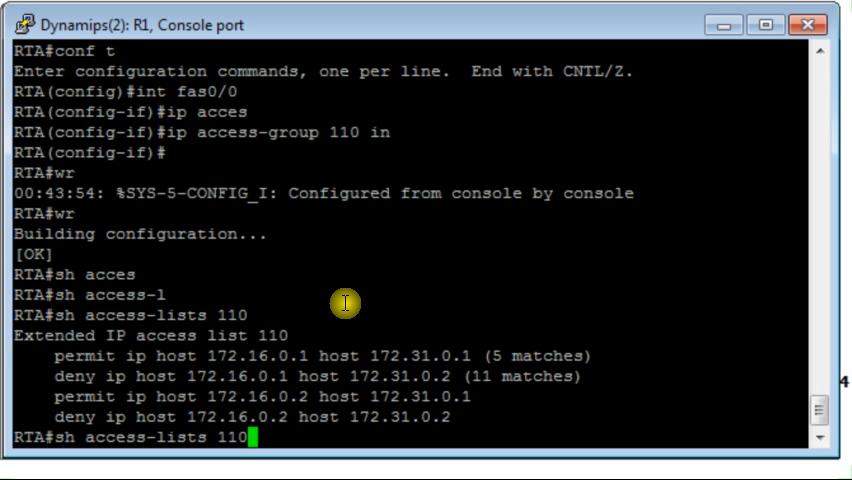 Dynamips(2): R1, Console port
RTA#conf t
Enter configuration commands, one per line.  End with CNTL/Z.
RTA(config)#int fas0/0
RTA(config-if)#ip acces
RTA(config-if)#ip access-group 110 in
RTA(config-if)#
RTA#wr
00:43:54: %SYS-5-CONFIG_I: Configured from console by console
RTA#wr
Building configuration...
[OK]
RTA#sh acces
RTA#sh access-l
RTA#sh access-lists 110
Extended IP access list 110
    permit ip host 172.16.0.1 host 172.31.0.1 (5 matches)
    deny ip host 172.16.0.1 host 172.31.0.2 (11 matches)
    permit ip host 172.16.0.2 host 172.31.0.1
    deny ip host 172.16.0.2 host 172.31.0.2
RTA#sh access-lists 110
4